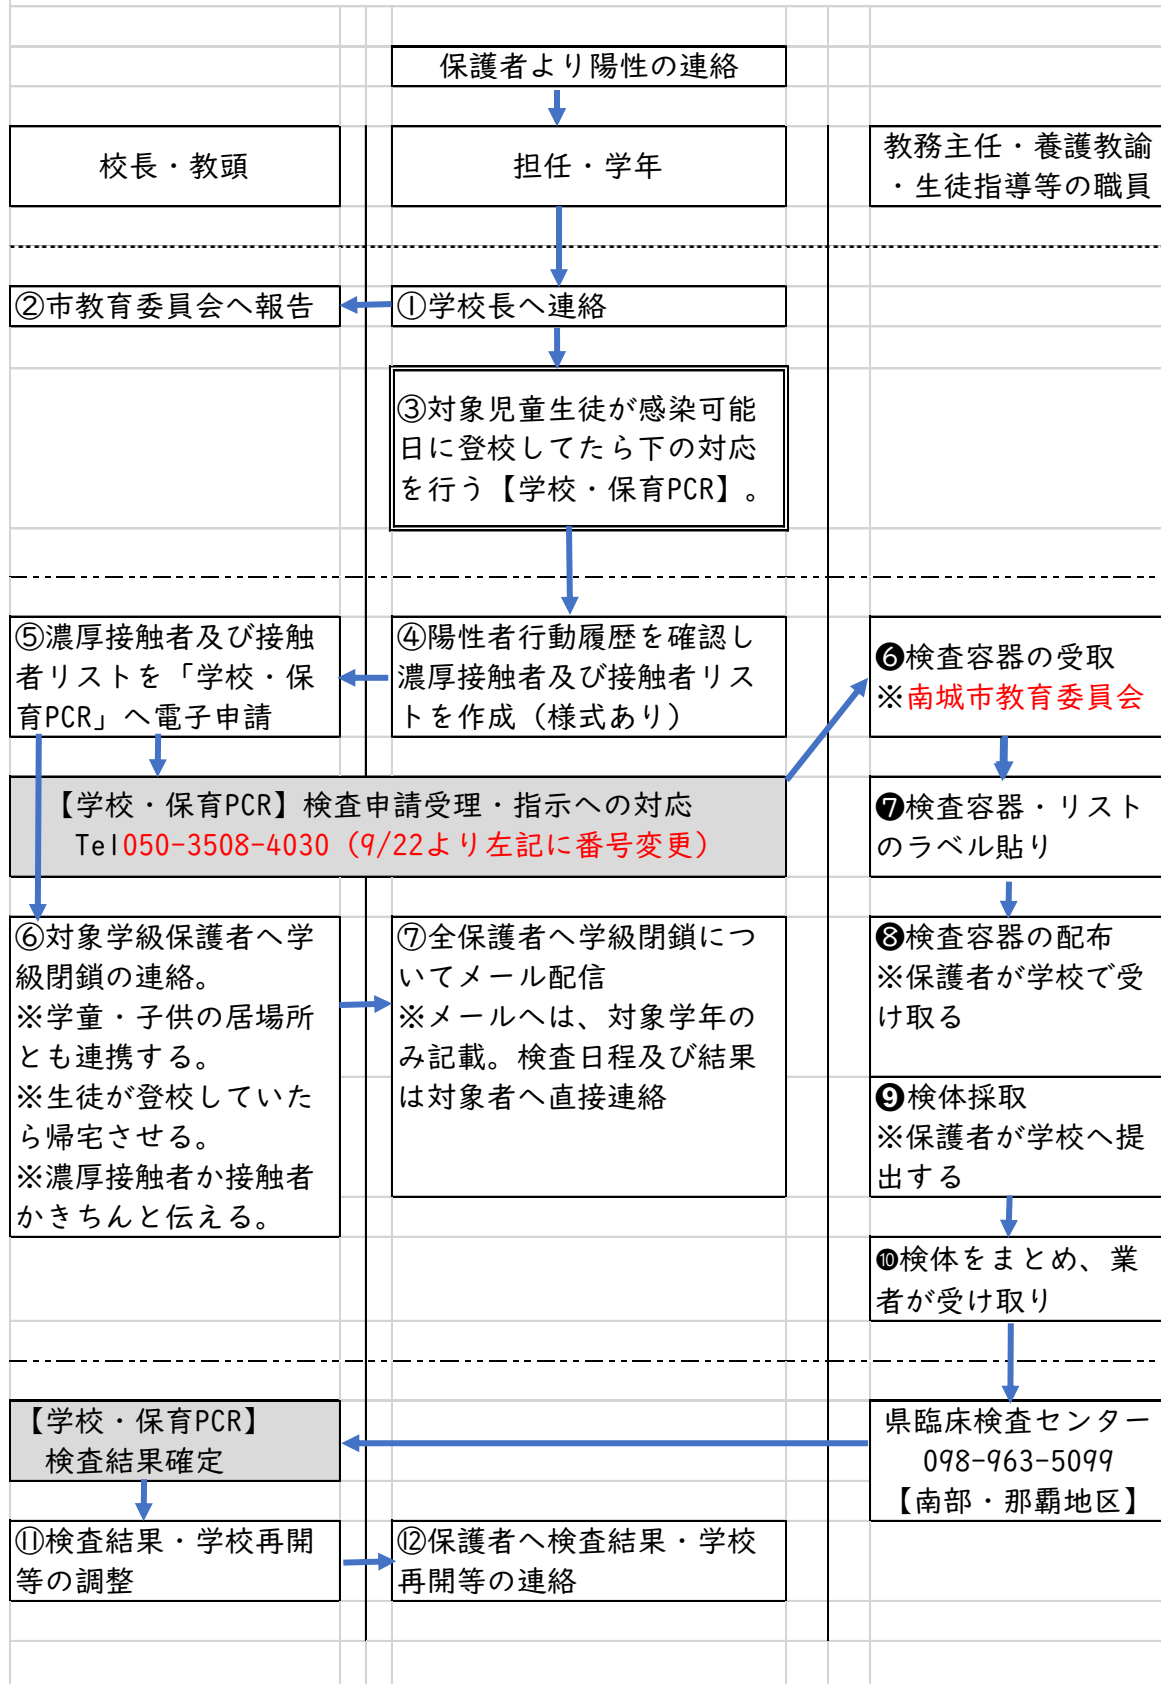 保護者より陽性の連絡
校長・教頭
担任・学年
教務主任・養護教諭
・生徒指導等の職員
②市教育委員会へ報告
①学校長へ連絡
③対象児童生徒が感染可能
日に登校してたら下の対応
を行う【学校・保育PCR】。
⑤濃厚接触者及び接触
者リストを「学校・保
育PCR」へ電子申請
④陽性者行動履歴を確認し
濃厚接触者及び接触者リス
トを作成（様式あり）
❻検査容器の受取
※南城市教育委員会
【学校・保育PCR】検査申請受理・指示への対応
Tel050-3508-4030（9/22より左記に番号変更）
❼検査容器・リスト
のラベル貼り
⑥対象学級保護者へ学
級閉鎖の連絡。
※学童・子供の居場所
とも連携する。
※生徒が登校していた
ら帰宅させる。
※濃厚接触者か接触者
かきちんと伝える。
⑦全保護者へ学級閉鎖につ
いてメール配信
※メールへは、対象学年の
み記載。検査日程及び結果
は対象者へ直接連絡
❽検査容器の配布
※保護者が学校で受
け取る
❾検体採取
※保護者が学校へ提
出する
❿検体をまとめ、業
者が受け取り
【学校・保育PCR】
検査結果確定
県臨床検査センター
098-963-5099
【南部・那覇地区】
⑪検査結果・学校再開
等の調整
⑫保護者へ検査結果・学校
再開等の連絡